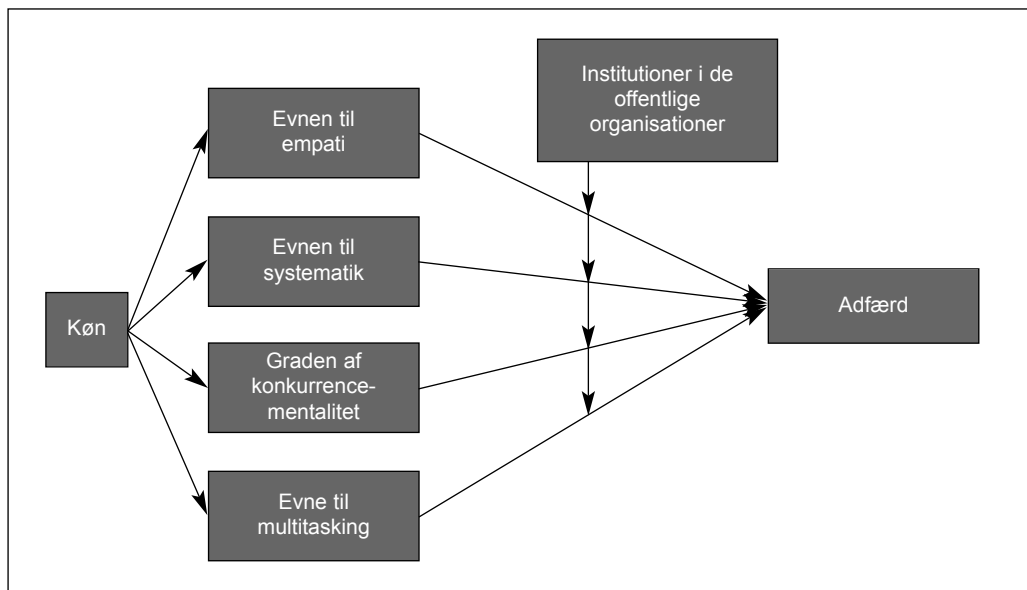 Institutioner i de
offentlige
organisationer
Evnen til
empati
Evnen til
systematik
Køn
Adfærd
Graden af
konkurrence-
mentalitet
Evne til
multitasking